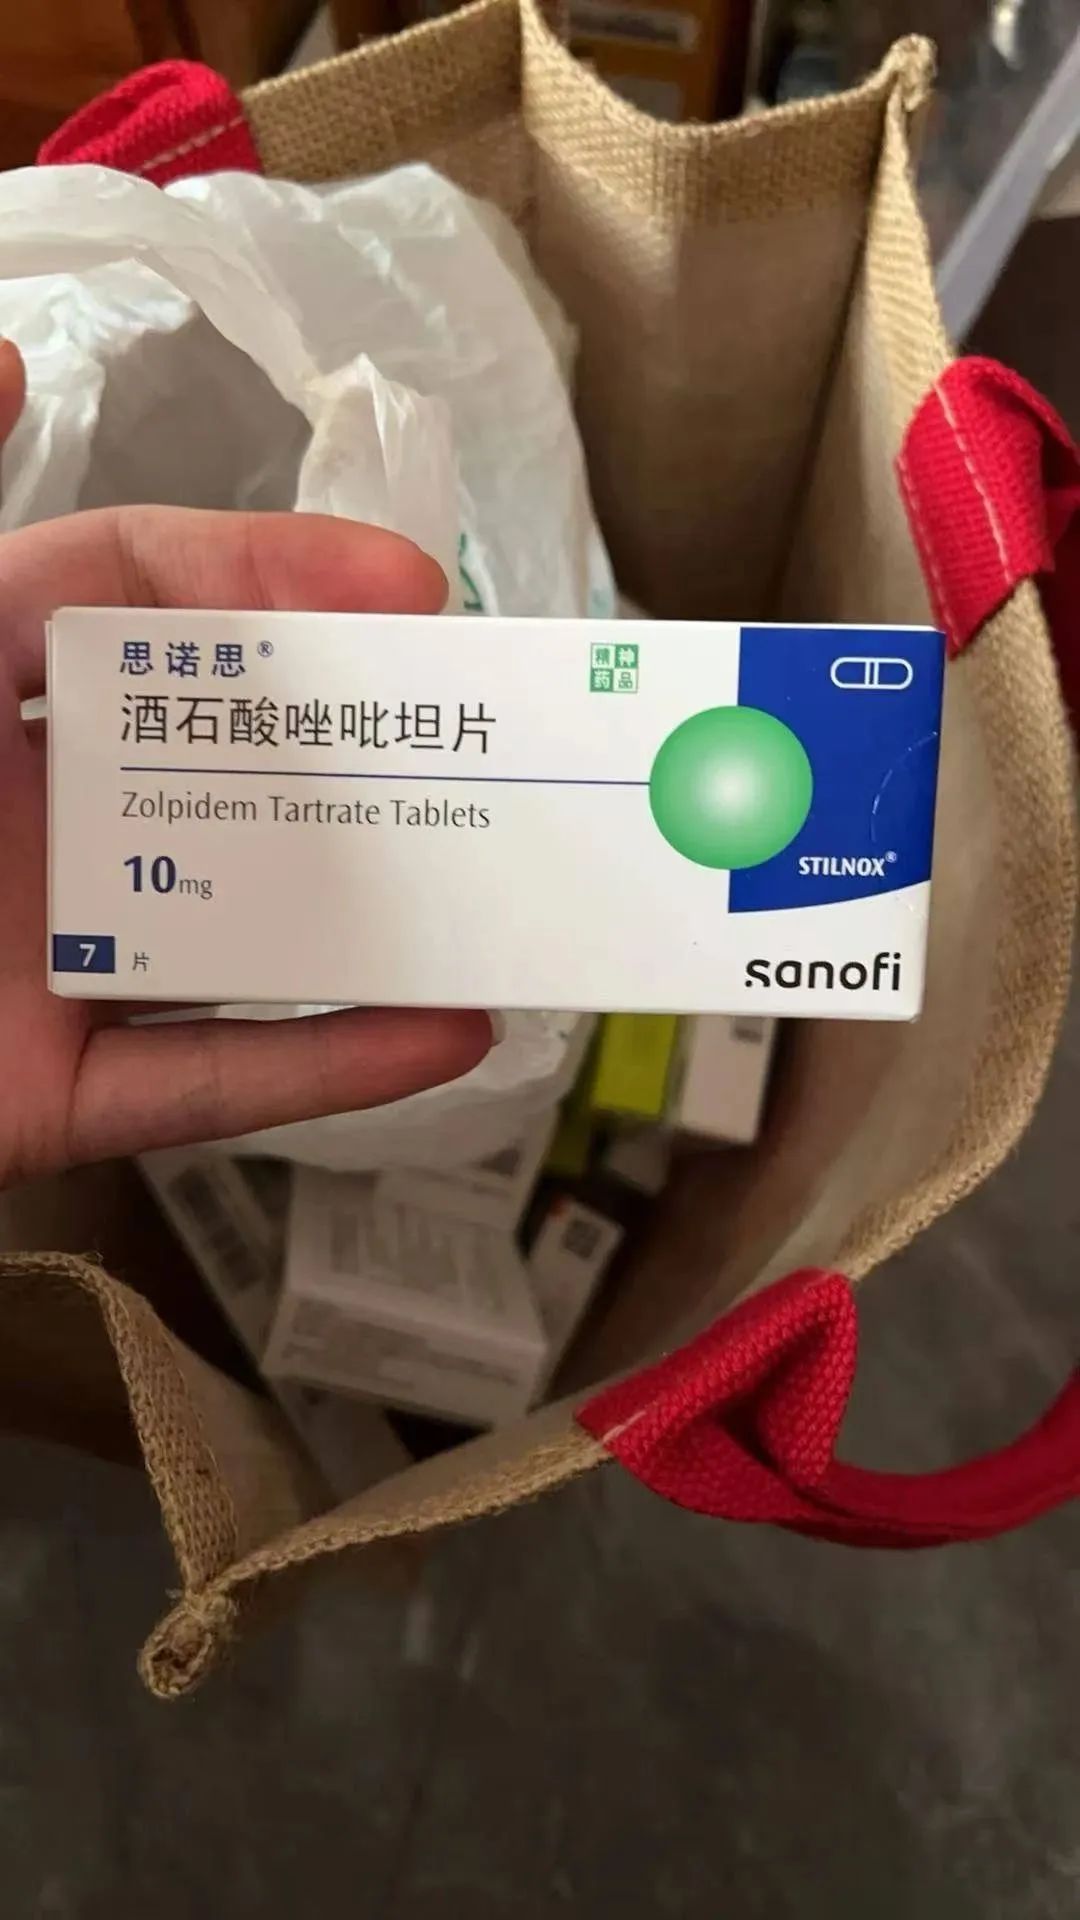 思诺思®
精神
药品
酒石酸唑吡坦片
Zolpidem Tartrate Tablets
10mg
STILNOX®
7 片
sanofi